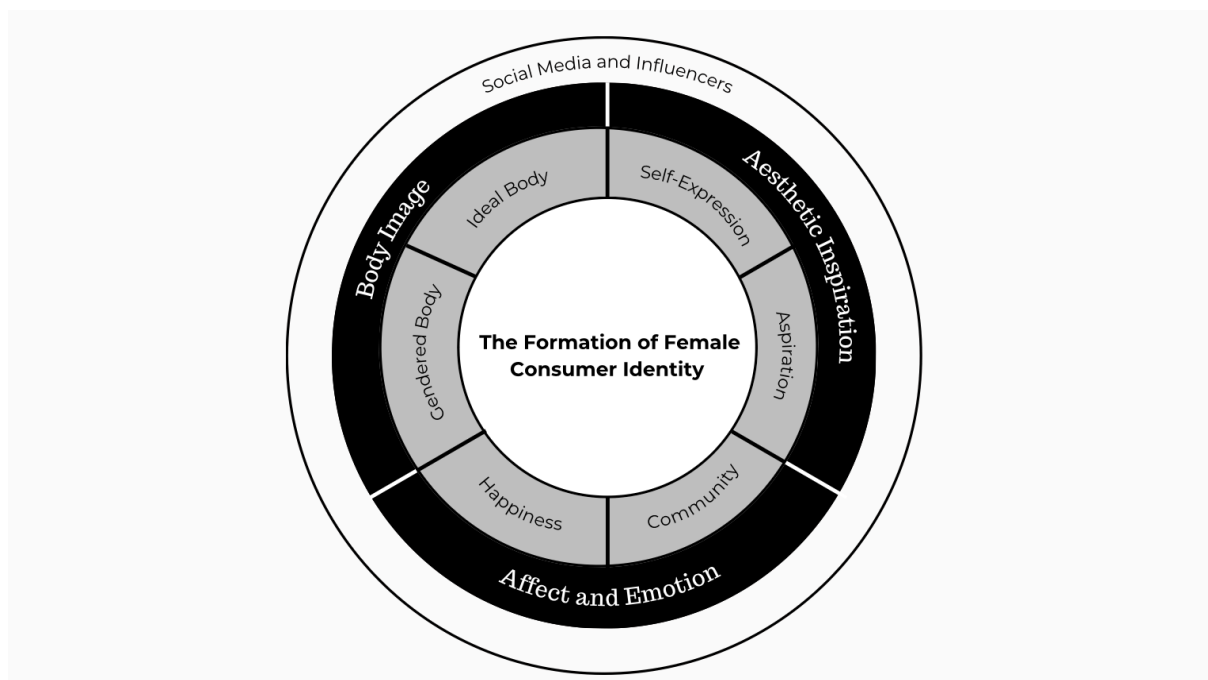 Social Media and Influencers
Body Image
Aesthetic Inspiration
Ideal Body
Self-Expression
Gendered Body
Aspiration
The Formation of Female
Consumer Identity
Happiness
Community
Affect and Emotion